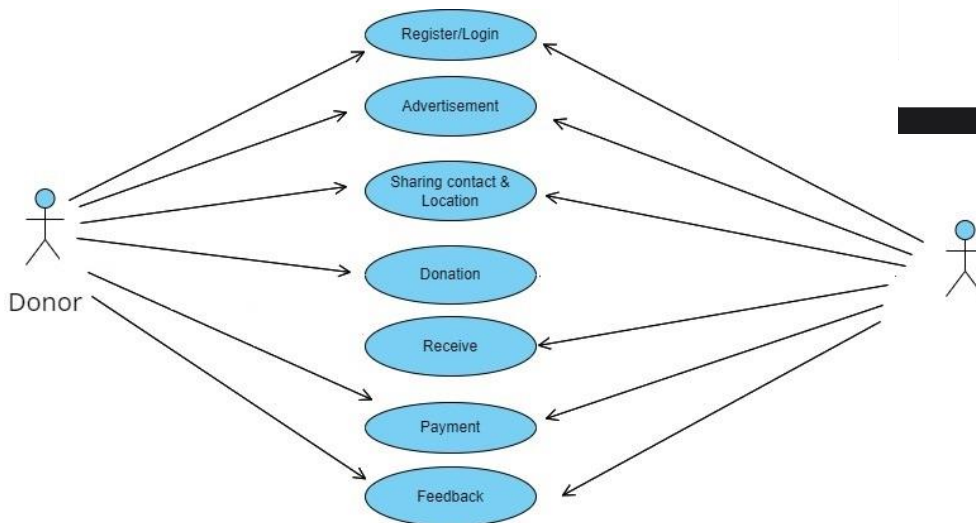 Register/Login
Advertisement
Sharing contact &
Location
Donation
Donor
Receive
Payment
Feedback